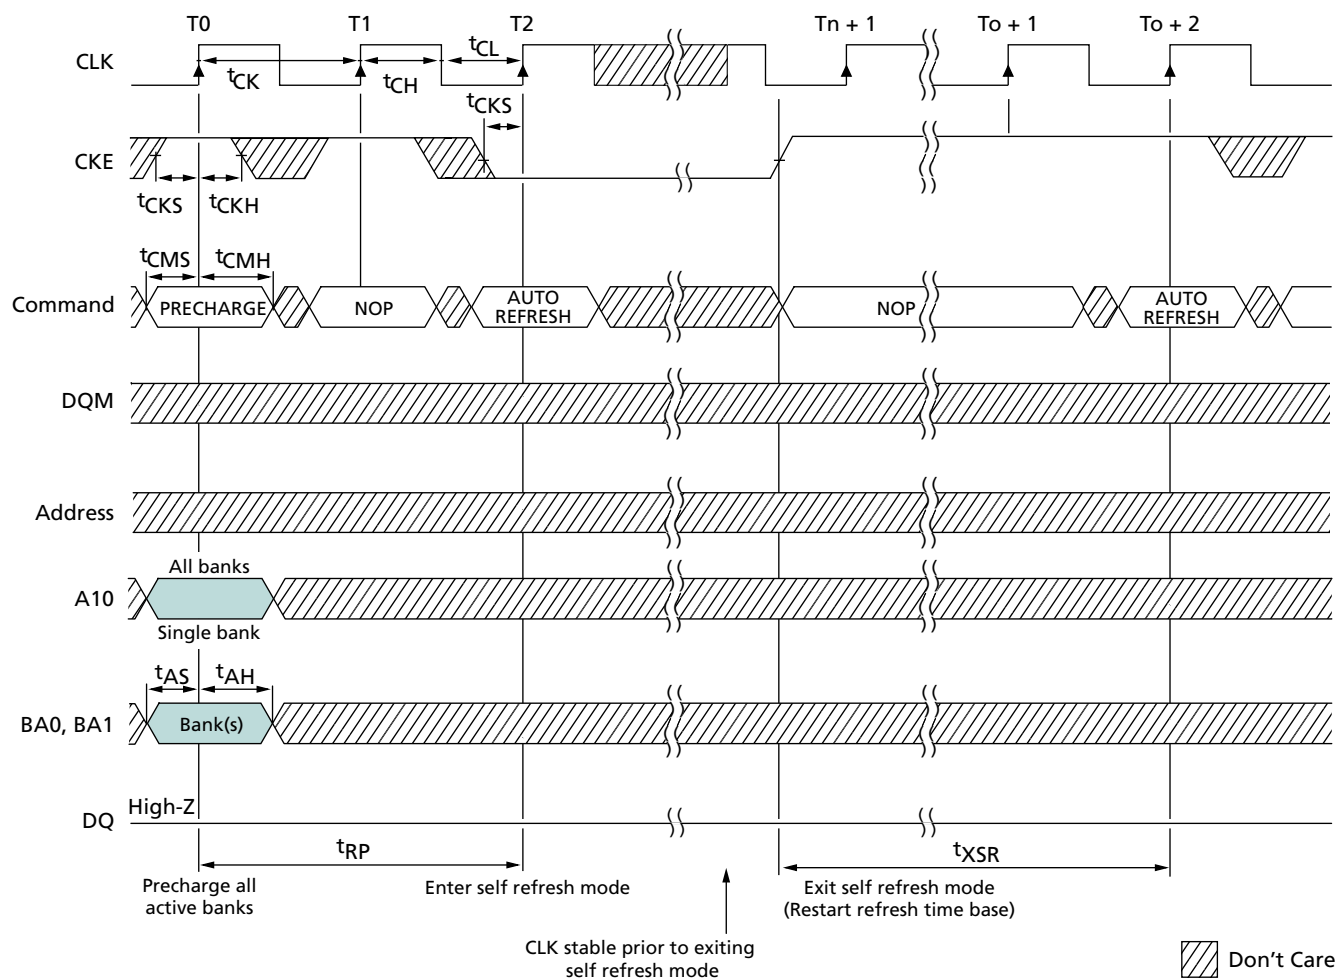 T0 T1 T2 Tn + 1 To + 1 To + 2
CLK
tCK tCH tCL
tCKS
CKE
tCKS tCKH
tCMS tCMH
Command PRECHARGE NOP AUTO REFRESH NOP AUTO REFRESH
DQM
Address
All banks
A10
Single bank
tAS tAH
BA0, BA1 Bank(s)
High-Z
DQ
tRP tXSR
Precharge all
active banks
Enter self refresh mode
Exit self refresh mode
(Restart refresh time base)
CLK stable prior to exiting
self refresh mode
Don't Care